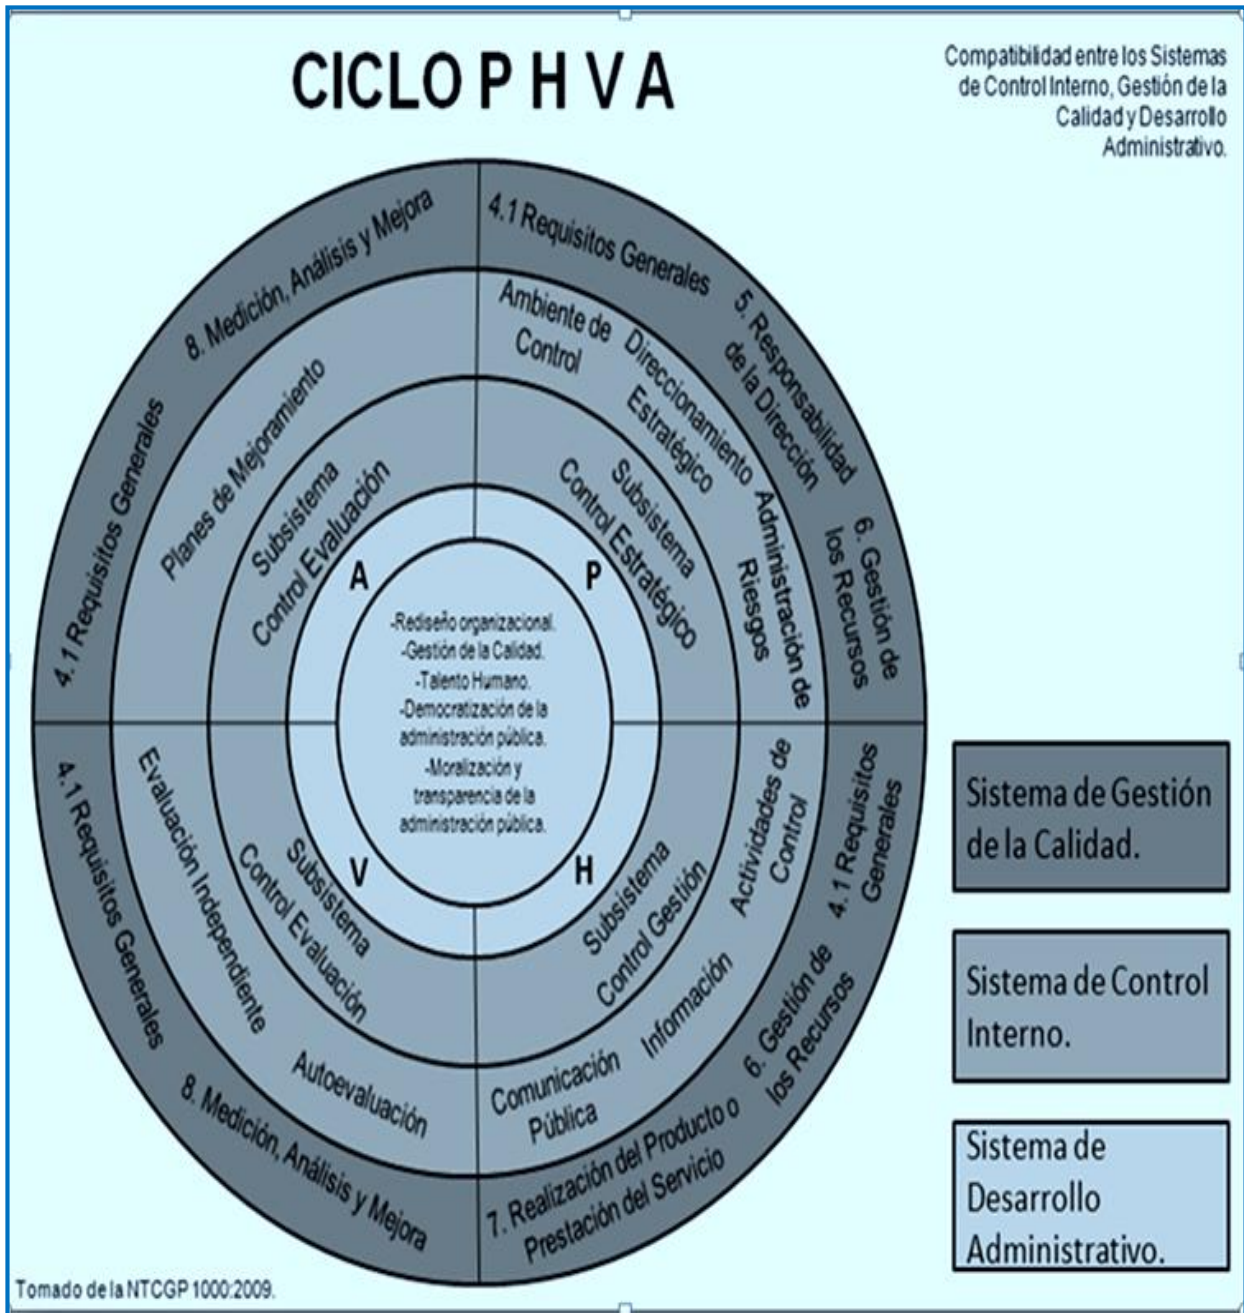 CICLO P H V A
Compatibilidad entre los Sistemas
de Control Interno, Gestión de la
Calidad y Desarrollo
Administrativo.
4.1 Requisitos Generales
5. Responsabilidad
de la Dirección
6. Gestión de
los Recursos
Ambiente de
Control
Direccionamiento
Estratégico
Administración de
Riesgos
Subsistema
Control Estratégico
P
4.1 Requisitos
Generales
6. Gestión de
los Recursos
7. Realización del Producto o
Prestación del Servicio
Actividades de
Control
Información
Comunicación
Pública
Subsistema
Control Gestión
H
8. Medición, Análisis y Mejora
4.1 Requisitos Generales
Autoevaluación
Evaluación Independiente
Subsistema
Control Evaluación
V
4.1 Requisitos Generales
8. Medición, Análisis y Mejora
Planes de Mejoramiento
Subsistema
Control Evaluación
A
-Rediseño organizacional.
-Gestión de la Calidad.
-Talento Humano.
-Democratización de la
administración pública.
-Moralización y
transparencia de la
administración pública.
Sistema de Gestión
de la Calidad.
Sistema de Control
Interno.
Sistema de
Desarrollo
Administrativo.
Tomado de la NTCGP 1000:2009.